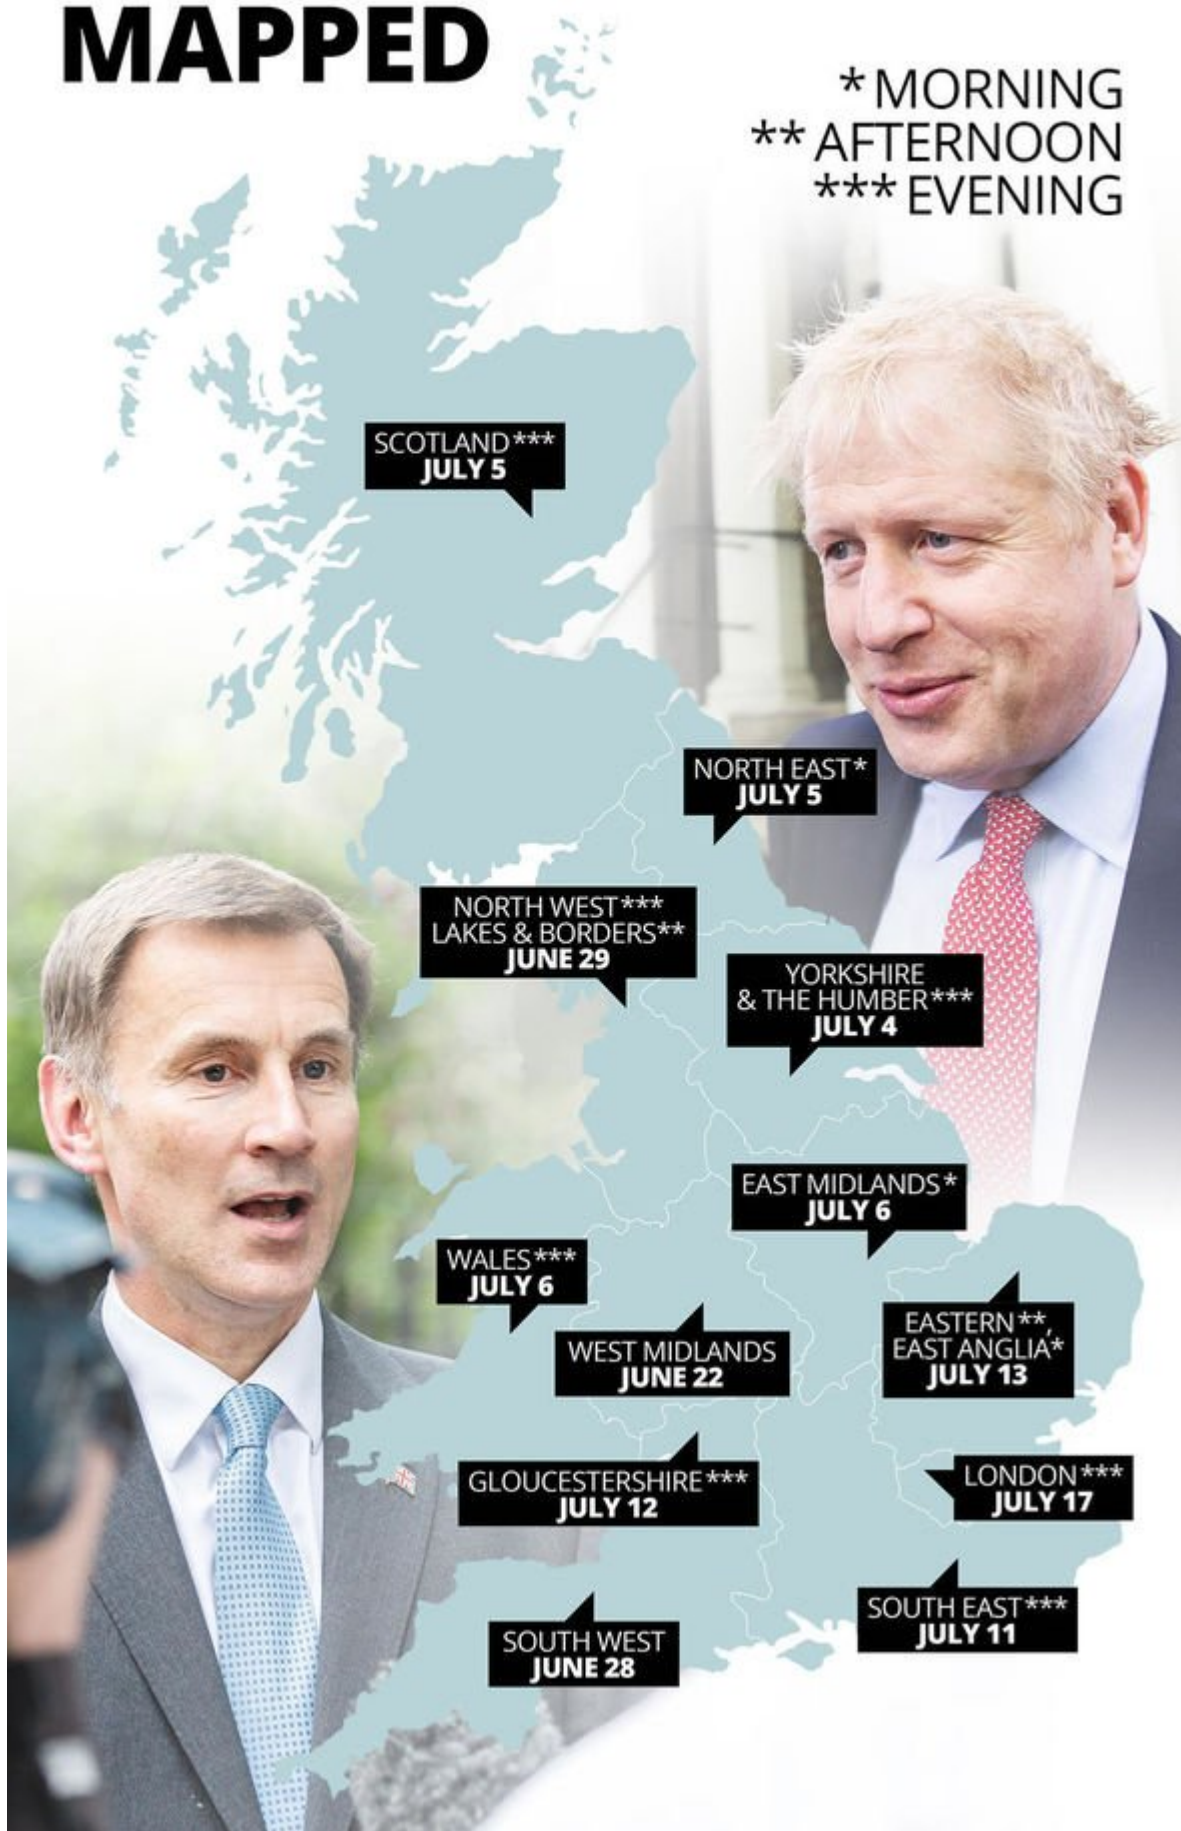 MAPPED
*MORNING
**AFTERNOON
***EVENING
SCOTLAND***
JULY 5
NORTH EAST*
JULY 5
NORTH WEST***
LAKES & BORDERS**
JUNE 29
YORKSHIRE
& THE HUMBER***
JULY 4
EAST MIDLANDS*
JULY 6
WALES***
JULY 6
WEST MIDLANDS
JUNE 22
EASTERN**,
EAST ANGLIA*
JULY 13
GLOUCESTERSHIRE***
JULY 12
LONDON***
JULY 17
SOUTH EAST***
JULY 11
SOUTH WEST
JUNE 28